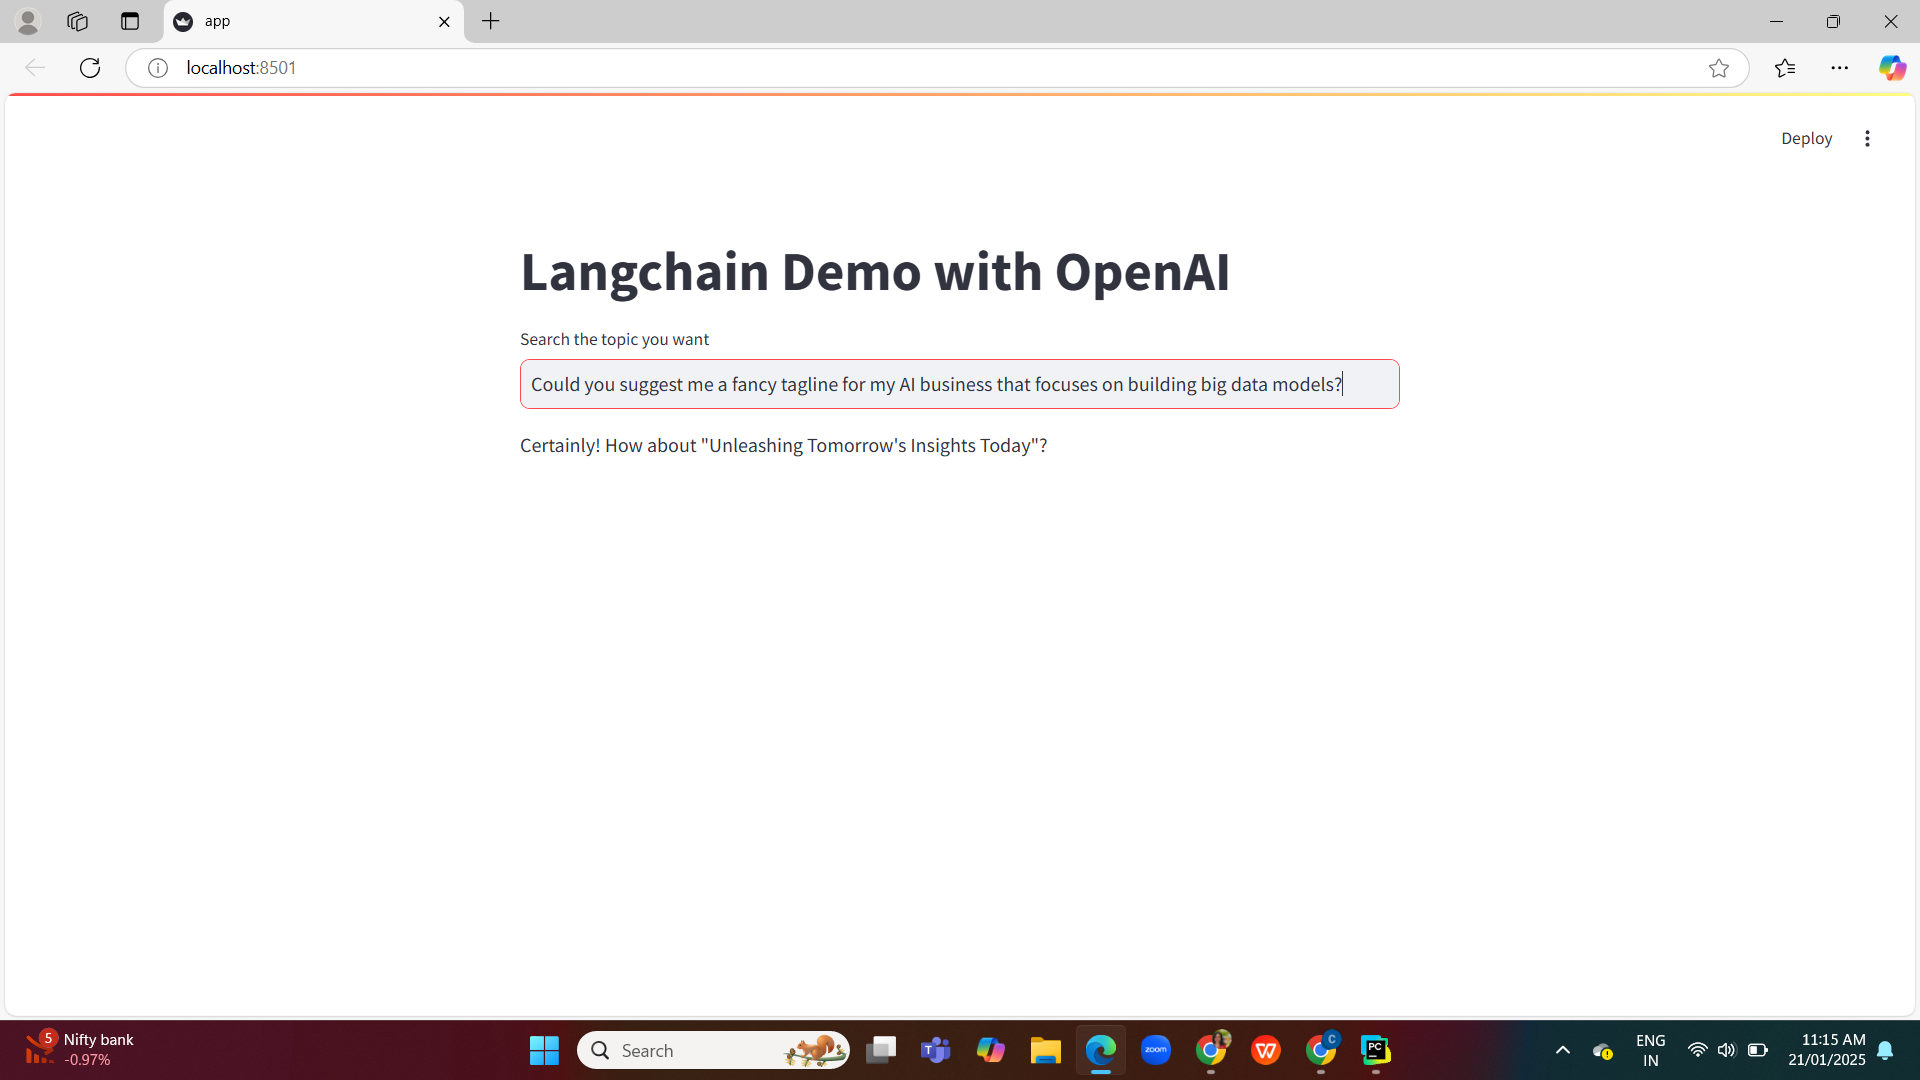 app
localhost:8501
Deploy
Langchain Demo with OpenAI
Search the topic you want
Could you suggest me a fancy tagline for my AI business that focuses on building big data models?
Certainly! How about "Unleashing Tomorrow's Insights Today"?
5
Nifty bank
-0.97%
Search
T
zoom
W
C
PC
ENG
IN
11:15 AM
21/01/2025